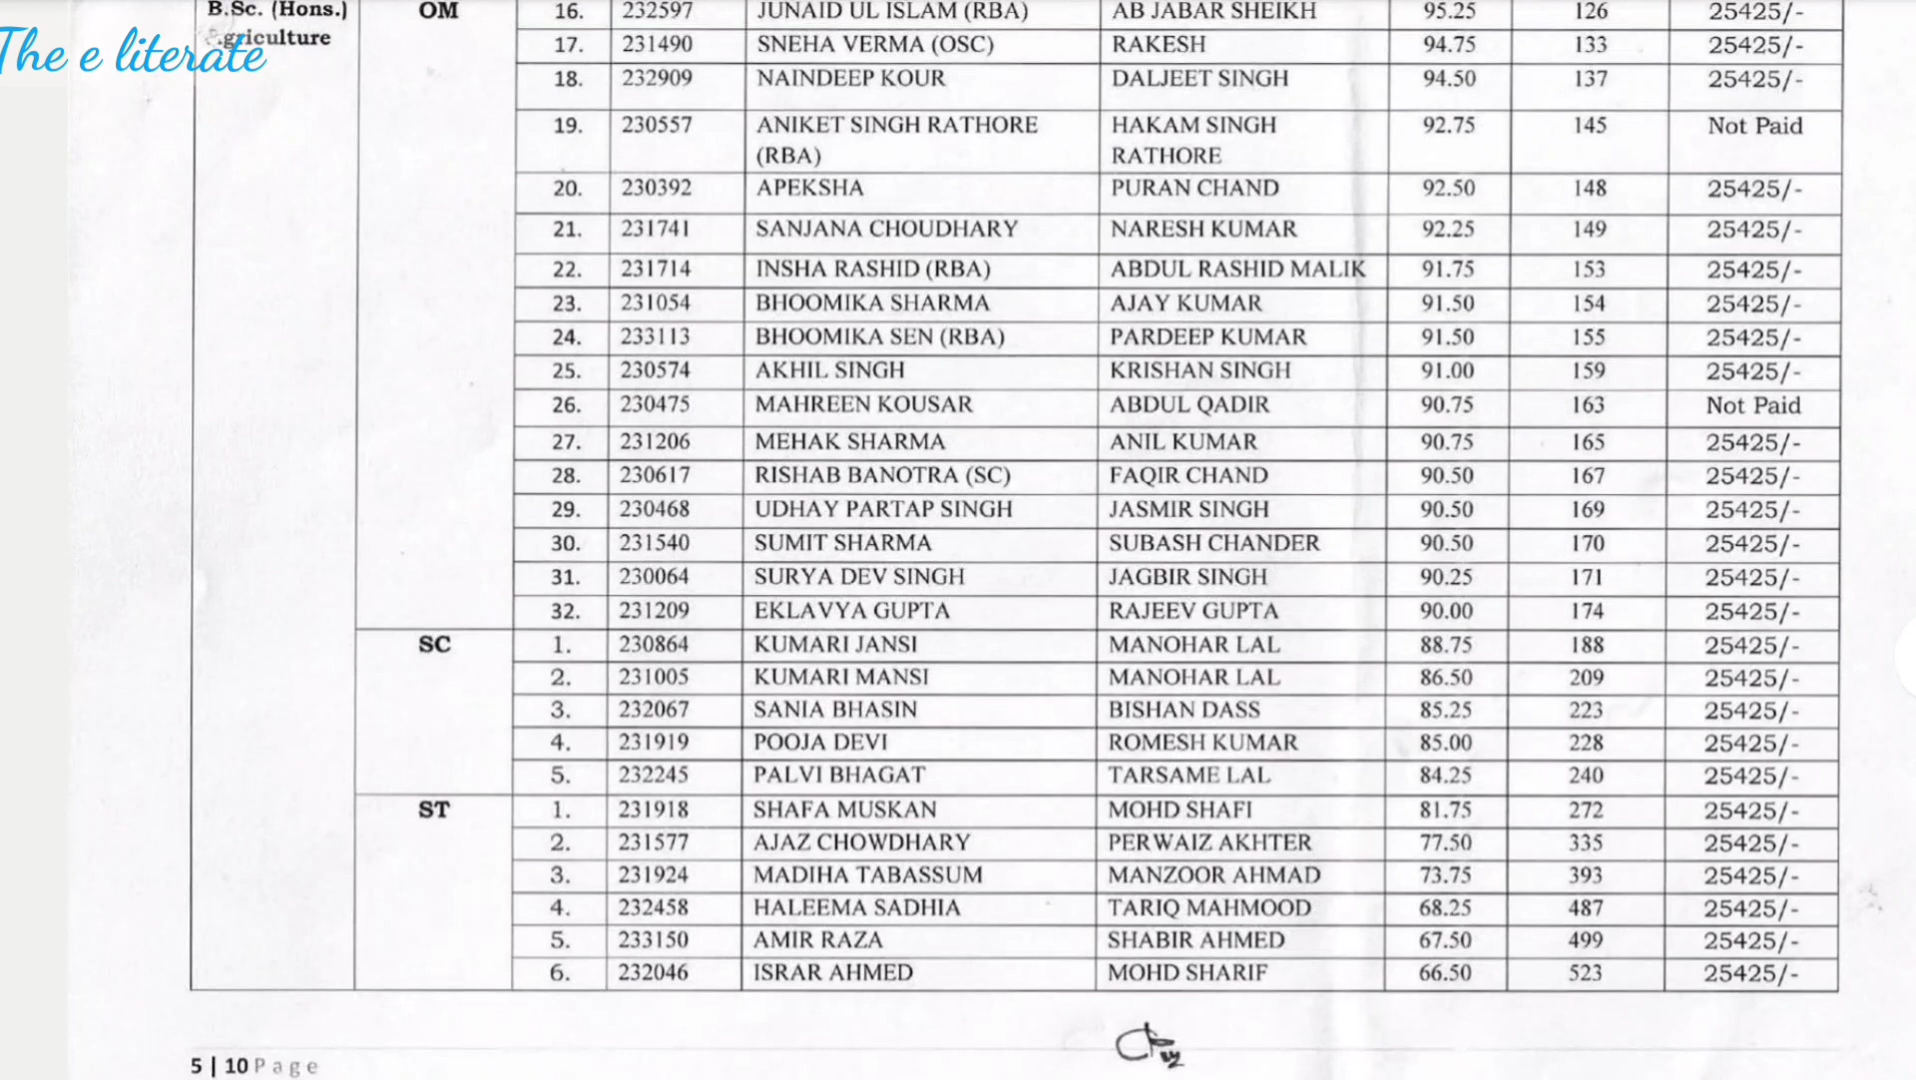 B.Sc. (Hons.) OM 16. 232597 JUNAID UL ISLAM (RBA) AB JABAR SHEIKH 95.25 126 25425/-
griculture 17. 231490 SNEHA VERMA (OSC) RAKESH 94.75 133 25425/-
The e literate
18. 232909 NAINDEEP KOUR DALJEET SINGH 94.50 137 25425/-
19. 230557 ANIKET SINGH RATHORE HAKAM SINGH 92.75 145 Not Paid
(RBA) RATHORE
20. 230392 APEKSHA PURAN CHAND 92.50 148 25425/-
21. 231741 SANJANA CHOUDHARY NARESH KUMAR 92.25 149 25425/-
22. 231714 INSHA RASHID (RBA) ABDUL RASHID MALIK 91.75 153 25425/-
23. 231054 BHOOMIKA SHARMA AJAY KUMAR 91.50 154 25425/-
24. 233113 BHOOMIKA SEN (RBA) PARDEEP KUMAR 91.50 155 25425/-
25. 230574 AKHIL SINGH KRISHAN SINGH 91.00 159 25425/-
26. 230475 MAHREEN KOUSAR ABDUL QADIR 90.75 163 Not Paid
27. 231206 MEHAK SHARMA ANIL KUMAR 90.75 165 25425/-
28. 230617 RISHAB BANOTRA (SC) FAQIR CHAND 90.50 167 25425/-
29. 230468 UDHAY PARTAP SINGH JASMIR SINGH 90.50 169 25425/-
30. 231540 SUMIT SHARMA SUBASH CHANDER 90.50 170 25425/-
31. 230064 SURYA DEV SINGH JAGBIR SINGH 90.25 171 25425/-
32. 231209 EKLAVYA GUPTA RAJEEV GUPTA 90.00 174 25425/-
SC 1. 230864 KUMARI JANSI MANOHAR LAL 88.75 188 25425/-
2. 231005 KUMARI MANSI MANOHAR LAL 86.50 209 25425/-
3. 232067 SANIA BHASIN BISHAN DASS 85.25 223 25425/-
4. 231919 POOJA DEVI ROMESH KUMAR 85.00 228 25425/-
5. 232245 PALVI BHAGAT TARSAME LAL 84.25 240 25425/-
ST 1. 231918 SHAFA MUSKAN MOHD SHAFI 81.75 272 25425/-
2. 231577 AJAZ CHOWDHARY PERWAIZ AKHTER 77.50 335 25425/-
3. 231924 MADIHA TABASSUM MANZOOR AHMAD 73.75 393 25425/-
4. 232458 HALEEMA SADHIA TARIQ MAHMOOD 68.25 487 25425/-
5. 233150 AMIR RAZA SHABIR AHMED 67.50 499 25425/-
6. 232046 ISRAR AHMED MOHD SHARIF 66.50 523 25425/-
5 | 10 Page